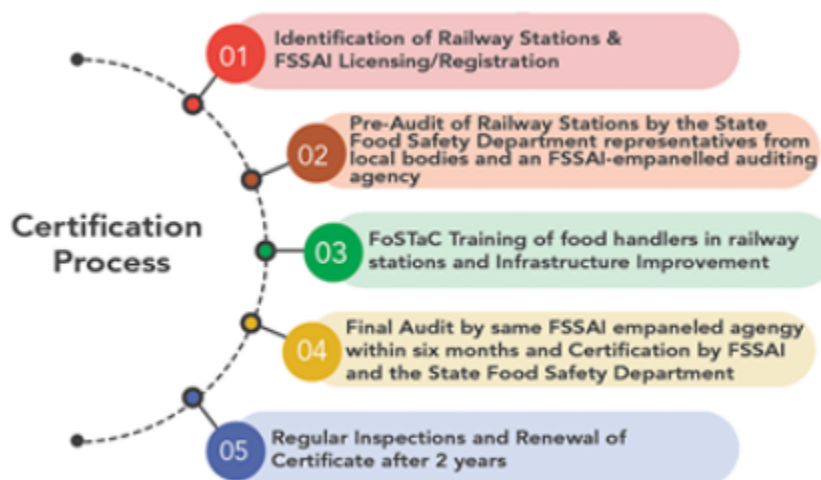 Certification
Process
01
Identification of Railway Stations &
FSSAI Licensing/Registration
02
Pre-Audit of Railway Stations by the State
Food Safety Department representatives from
local bodies and an FSSAI-empanelled auditing
agency
03
FoSTaC Training of food handlers in railway
stations and Infrastructure Improvement
04
Final Audit by same FSSAI empaneled agengy
within six months and Certification by FSSAI
and the State Food Safety Department
05
Regular Inspections and Renewal of
Certificate after 2 years